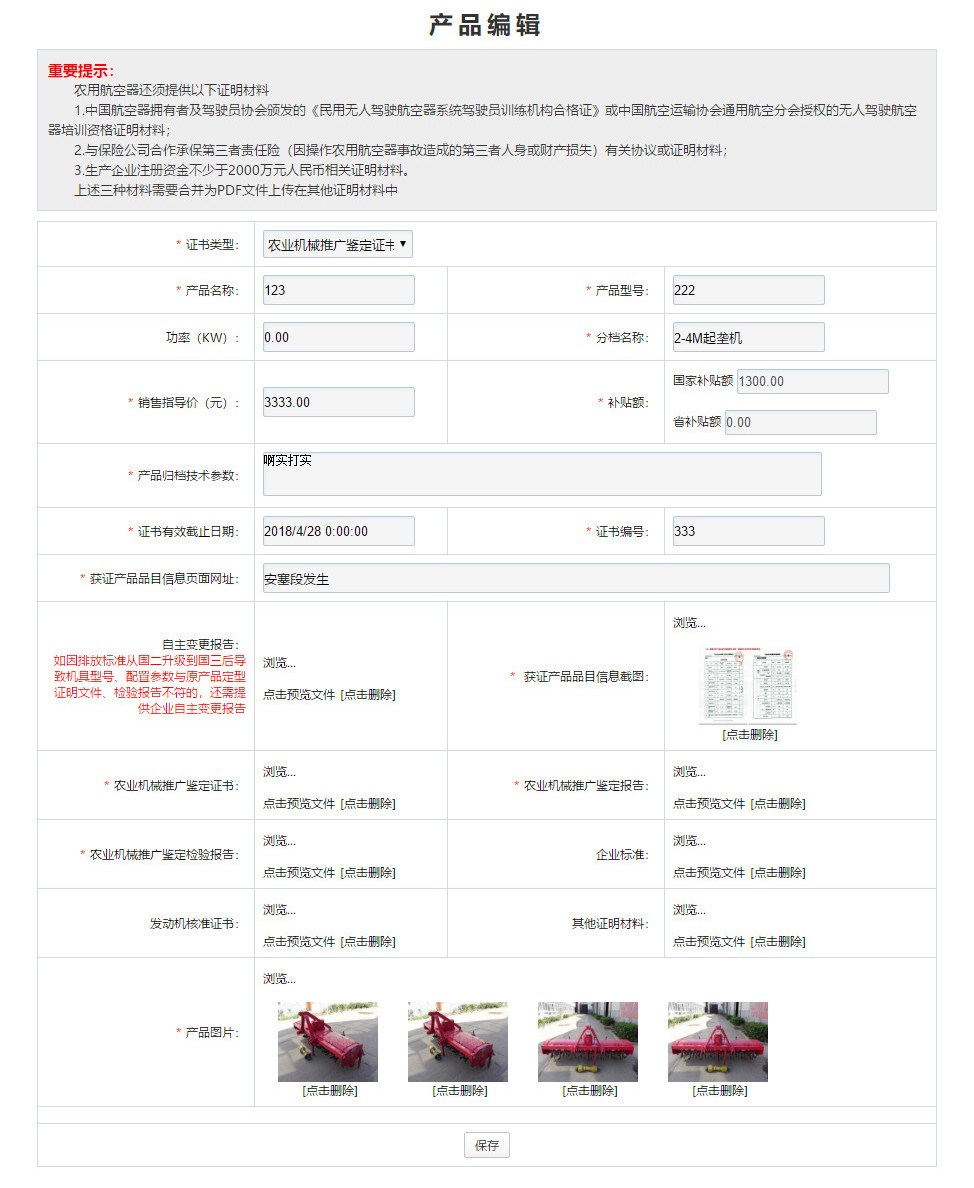 产品编辑
重要提示：
农用航空器还须提供以下证明材料
1.中国航空器拥有者及驾驶员协会颁发的《民用无人驾驶航空器系统驾驶员训练机构合格证》或中国航空运输协会通用航空分会授权的无人驾驶航空
器培训资格证明材料；
2.与保险公司合作承保第三者责任险（因操作农用航空器事故造成的第三者人身或财产损失）有关协议或证明材料；
3.生产企业注册资金不少于2000万元人民币相关证明材料。
上述三种材料需要合并为PDF文件上传在其他证明材料中
* 证书类型： 农业机械推广鉴定证书
* 产品名称： 123 * 产品型号： 222
功率（KW）： 0.00 * 分档名称： 2-4M起垄机
* 销售指导价（元）： 3333.00 * 补贴额： 国家补贴额 1300.00
省补贴额 0.00
* 产品归档技术参数： 啊实打实
* 证书有效截止日期： 2018/4/28 0:00:00 * 证书编号： 333
* 获证产品品目信息页面网址： 安塞段发生
自主变更报告：
如因排放标准从国二升级到国三后导
致机具型号、配置参数与原产品定型
证明文件、检验报告不符的，还需提
供企业自主变更报告
浏览...
点击预览文件 [点击删除]
* 获证产品品目信息截图：
浏览...
[点击删除]
* 农业机械推广鉴定证书：
浏览...
点击预览文件 [点击删除]
* 农业机械推广鉴定报告：
浏览...
点击预览文件 [点击删除]
* 农业机械推广鉴定检验报告：
浏览...
点击预览文件 [点击删除]
企业标准：
浏览...
点击预览文件 [点击删除]
发动机核准证书：
浏览...
点击预览文件 [点击删除]
其他证明材料：
浏览...
点击预览文件 [点击删除]
* 产品图片：
浏览...
[点击删除] [点击删除] [点击删除] [点击删除]
保存